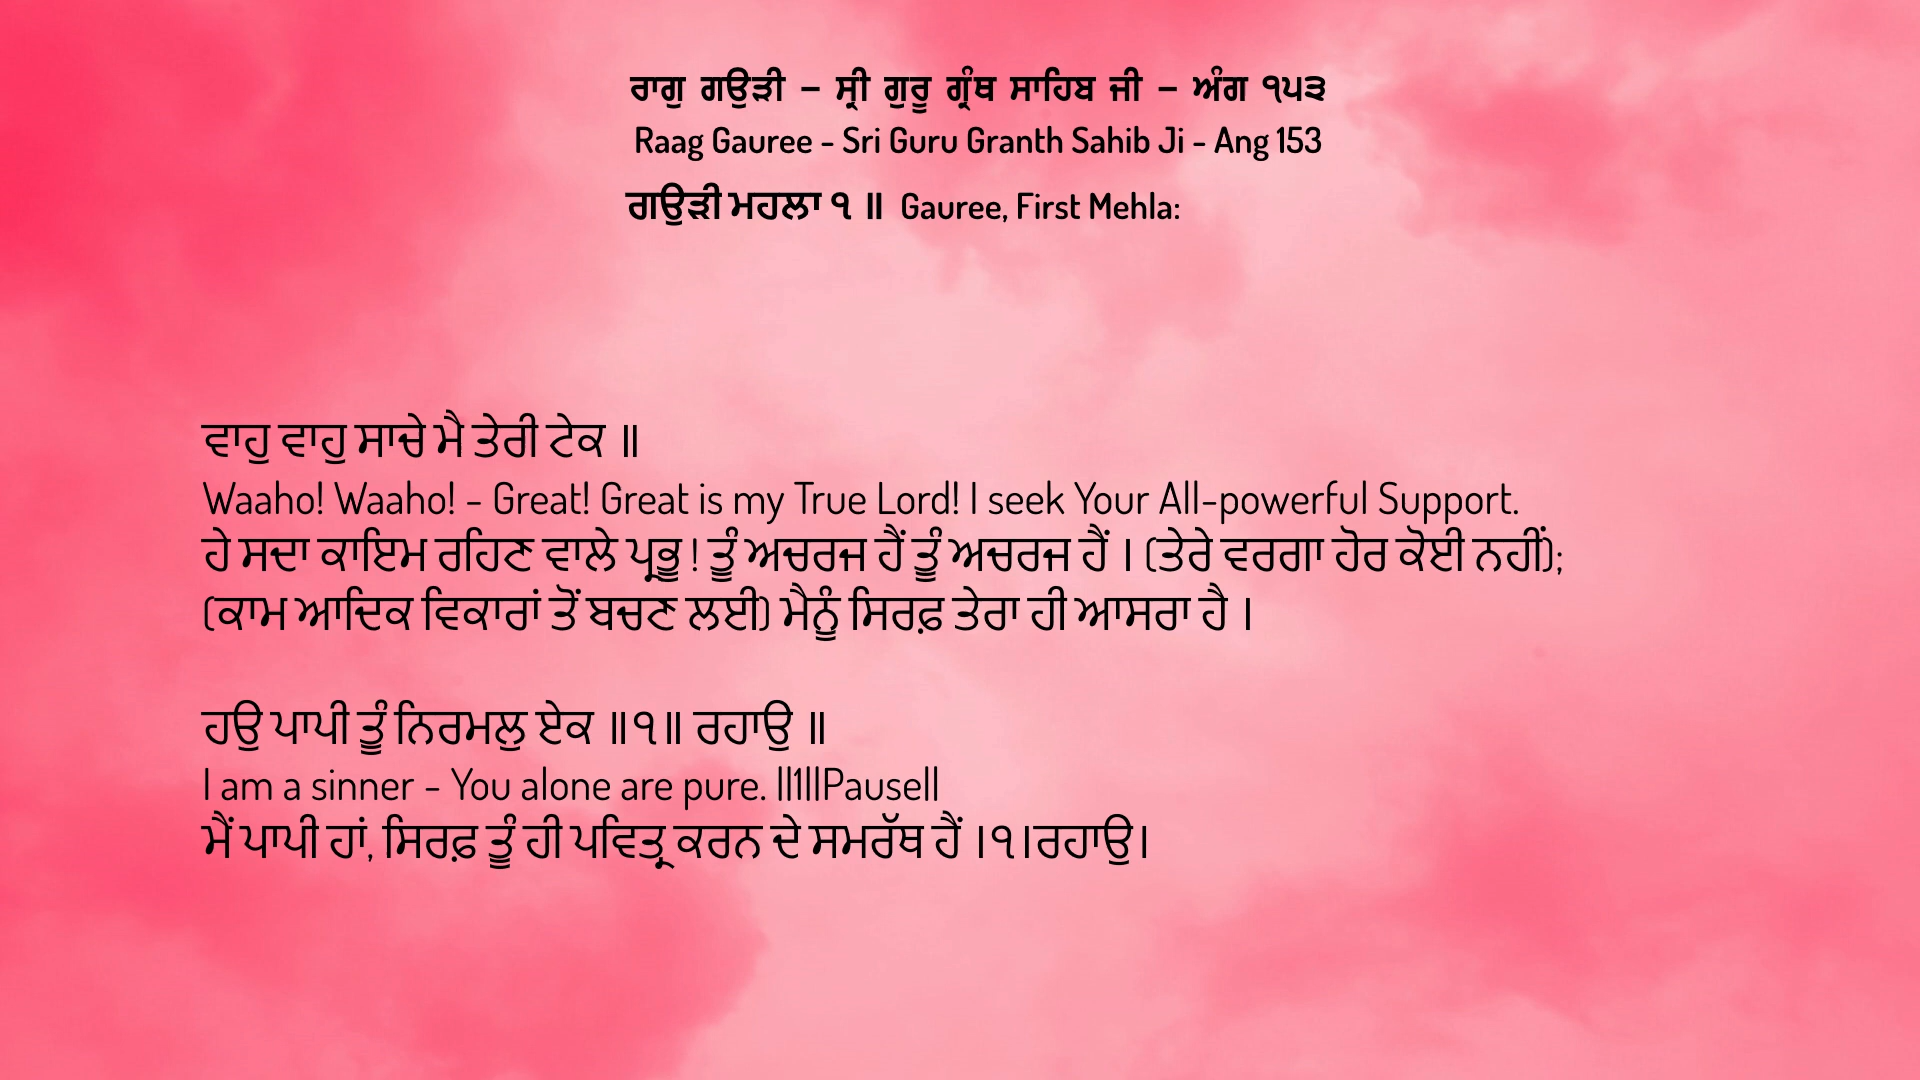 ਰਾਗੁ ਗਉੜੀ – ਸ੍ਰੀ ਗੁਰੂ ਗ੍ਰੰਥ ਸਾਹਿਬ ਜੀ – ਅੰਗ ੧੫੩
Raag Gauree - Sri Guru Granth Sahib Ji - Ang 153
ਗਉੜੀ ਮਹਲਾ ੧ ॥ Gauree, First Mehla:
ਵਾਹੁ ਵਾਹੁ ਸਾਚੇ ਮੈ ਤੇਰੀ ਟੇਕ ॥
Waaho! Waaho! - Great! Great is my True Lord! I seek Your All-powerful Support.
ਹੇ ਸਦਾ ਕਾਇਮ ਰਹਿਣ ਵਾਲੇ ਪ੍ਰਭੂ ! ਤੂੰ ਅਚਰਜ ਹੈਂ ਤੂੰ ਅਚਰਜ ਹੈਂ । (ਤੇਰੇ ਵਰਗਾ ਹੋਰ ਕੋਈ ਨਹੀਂ);
(ਕਾਮ ਆਦਿਕ ਵਿਕਾਰਾਂ ਤੋਂ ਬਚਣ ਲਈ) ਮੈਨੂੰ ਸਿਰਫ਼ ਤੇਰਾ ਹੀ ਆਸਰਾ ਹੈ ।
ਹਉ ਪਾਪੀ ਤੂੰ ਨਿਰਮਲੁ ਏਕ ॥੧॥ ਰਹਾਉ ॥
I am a sinner - You alone are pure. ||1||Pause||
ਮੈਂ ਪਾਪੀ ਹਾਂ, ਸਿਰਫ਼ ਤੂੰ ਹੀ ਪਵਿਤ੍ਰ ਕਰਨ ਦੇ ਸਮਰੱਥ ਹੈਂ ।੧।ਰਹਾਉ।